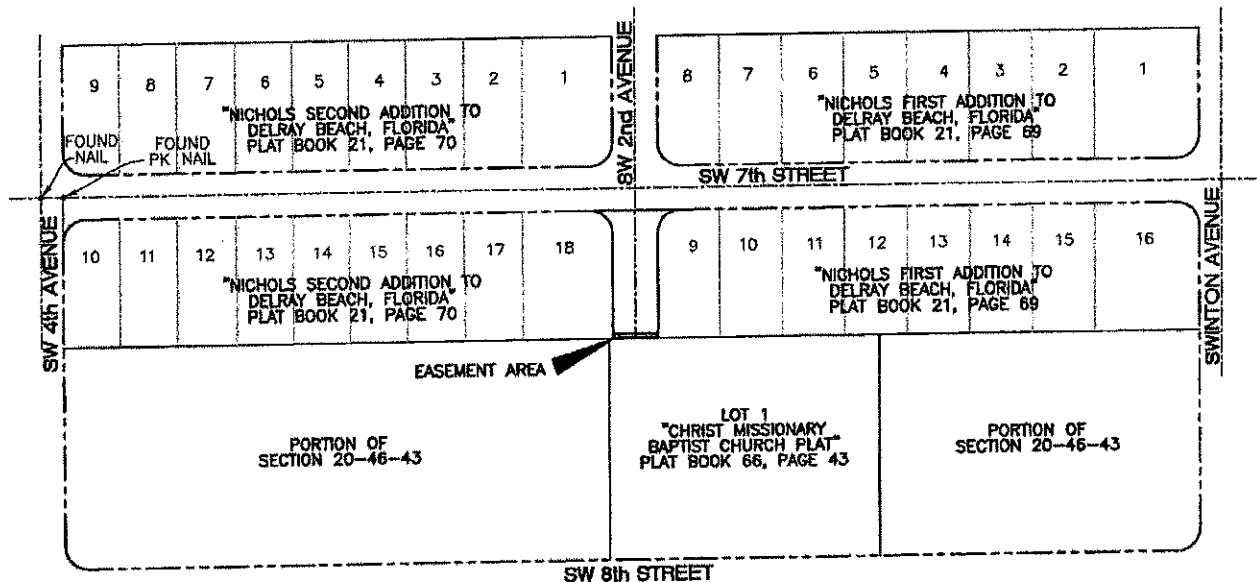 SW 2nd AVENUE
9 8 7 6 5 4 3 2 1
"NICHOLS SECOND ADDITION TO
DELRAY BEACH, FLORIDA"
PLAT BOOK 21, PAGE 70
8 7 6 5 4 3 2 1
"NICHOLS FIRST ADDITION TO
DELRAY BEACH, FLORIDA"
PLAT BOOK 21, PAGE 69
FOUND
NAIL
FOUND
PK NAIL
SW 7th STREET
SW 4th AVENUE
10 11 12 13 14 15 16 17 18
"NICHOLS SECOND ADDITION TO
DELRAY BEACH, FLORIDA"
PLAT BOOK 21, PAGE 70
9 10 11 12 13 14 15 16
"NICHOLS FIRST ADDITION TO
DELRAY BEACH, FLORIDA"
PLAT BOOK 21, PAGE 69
SWINTON AVENUE
EASEMENT AREA
PORTION OF
SECTION 20-46-43
LOT 1
"CHRIST MISSIONARY
BAPTIST CHURCH PLAT"
PLAT BOOK 66, PAGE 43
PORTION OF
SECTION 20-46-43
SW 8th STREET